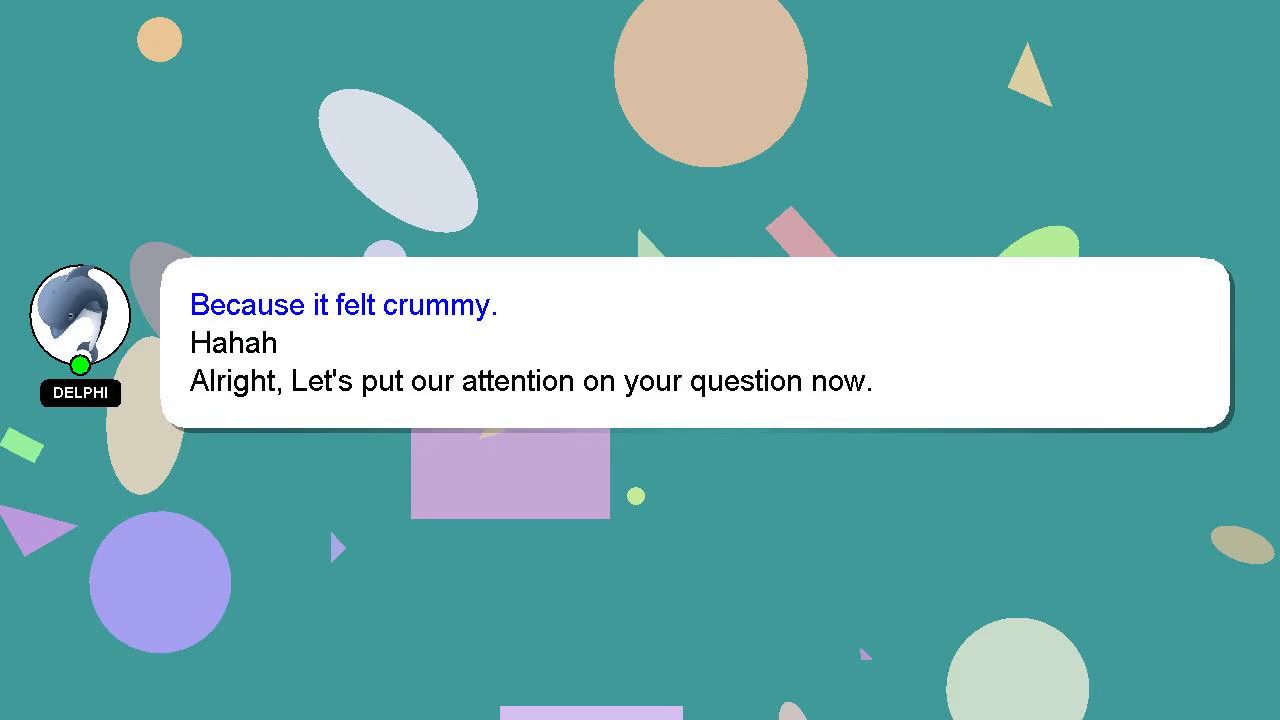 Because it felt crummy.
Hahah
Alright, Let's put our attention on your question now.
DELPHI